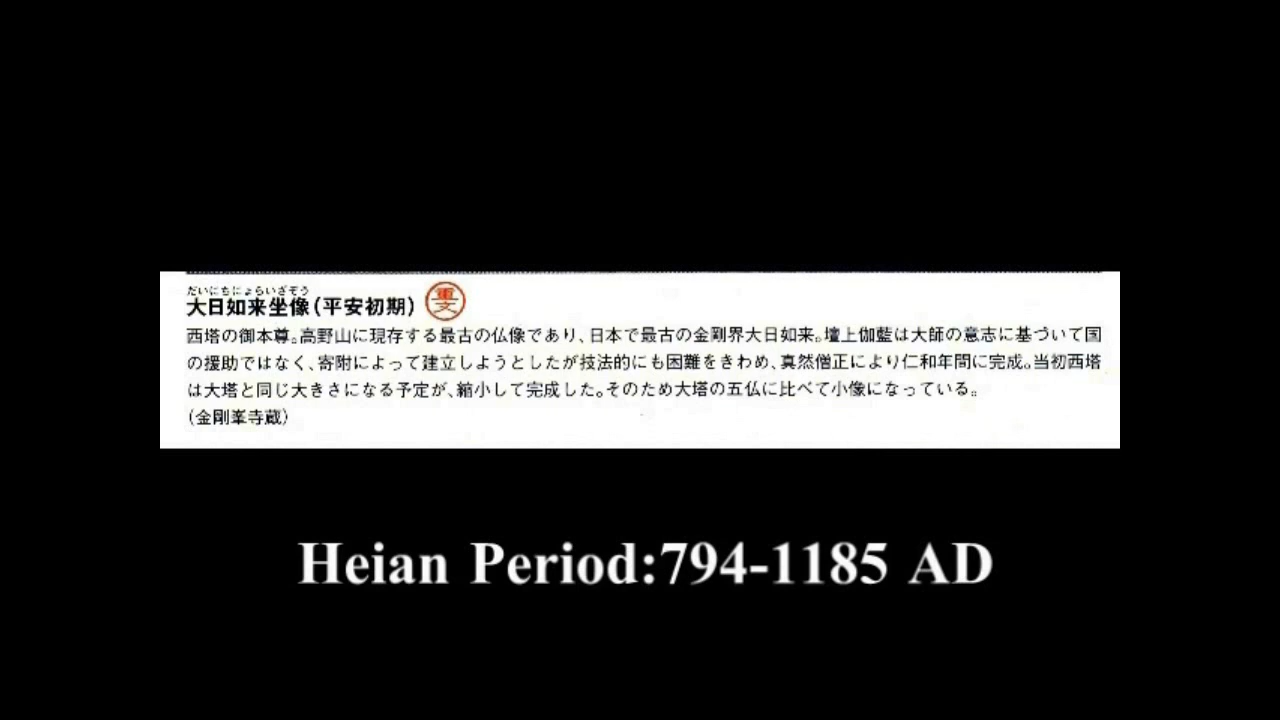 だいにちにょらいざぞう
大日如来坐像(平安初期) 重文
西塔の御本尊。高野山に現存する最古の仏像であり、日本で最古の金剛界大日如来。壇上伽藍は大師の意志に基づいて国
の援助ではなく、寄附によって建立しようとしたが技法的にも困難をきわめ、真然僧正により仁和年間に完成。当初西塔
は大塔と同じ大きさになる予定が、縮小して完成した。そのため大塔の五仏に比べて小像になっている。
(金剛峯寺蔵)
Heian Period:794-1185 AD